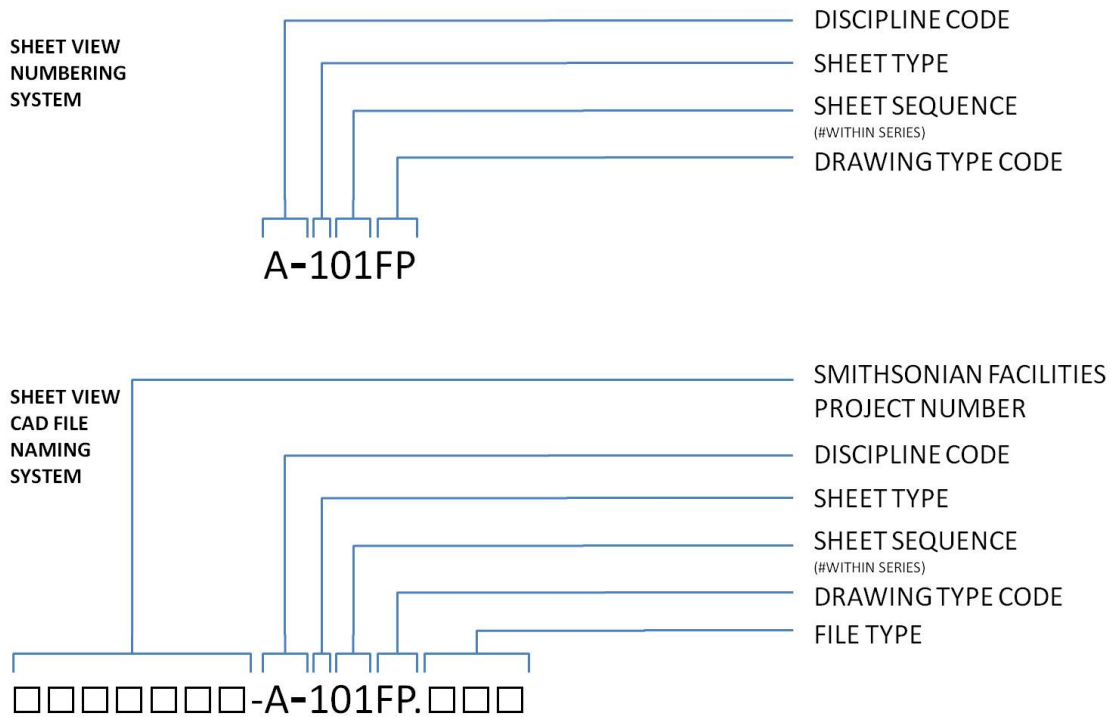 SHEET VIEW
NUMBERING
SYSTEM
DISCIPLINE CODE
SHEET TYPE
SHEET SEQUENCE
(#WITHIN SERIES)
DRAWING TYPE CODE
A-101FP
SHEET VIEW
CAD FILE
NAMING
SYSTEM
SMITHSONIAN FACILITIES
PROJECT NUMBER
DISCIPLINE CODE
SHEET TYPE
SHEET SEQUENCE
(#WITHIN SERIES)
DRAWING TYPE CODE
FILE TYPE
□□□□□□□-A-101FP.□□□